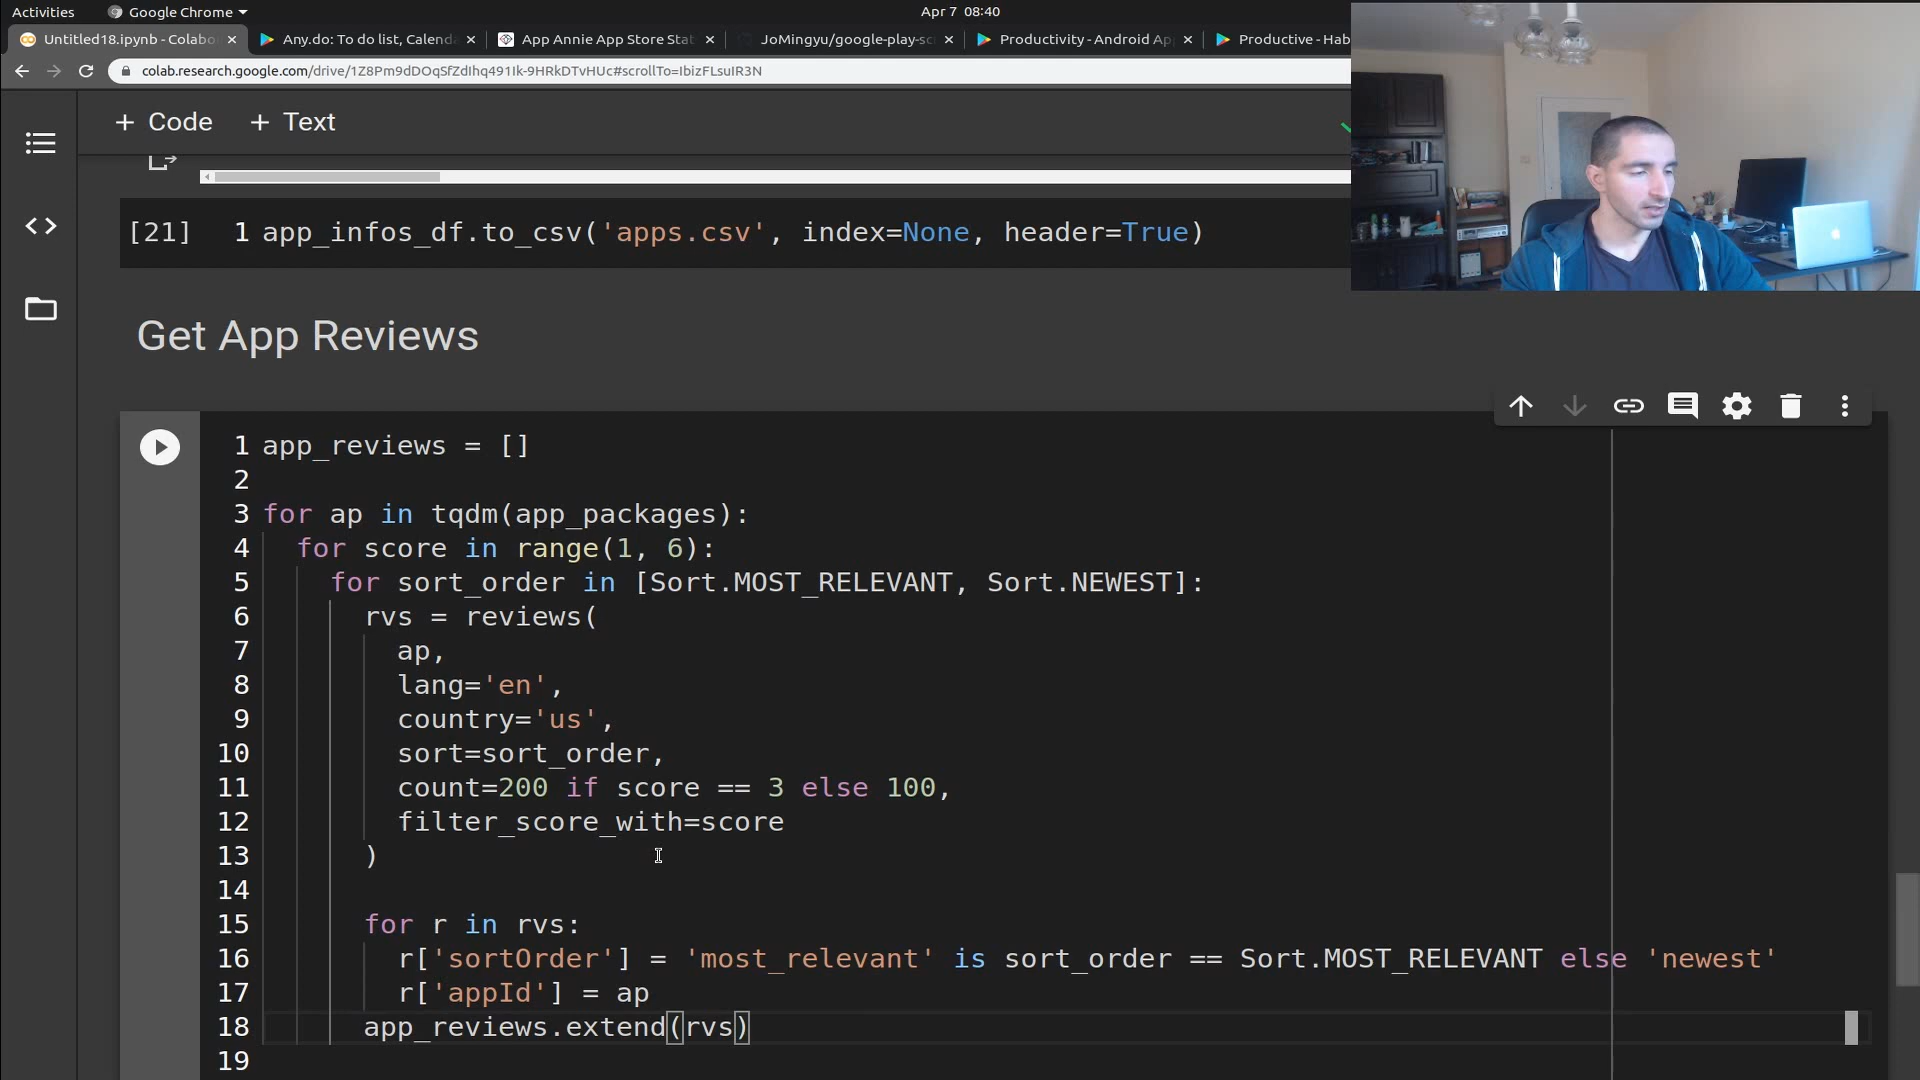 Activities
Google Chrome
Apr 7 08:40
Untitled18.ipynb - Colabo
Any.do: To do list, Calenda
App Annie App Store Stat
JoMingyu/google-play-sc
Productivity - Android Ap
Productive - Hab
colab.research.google.com/drive/1Z8Pm9dDOqSfZdIhq491Ik-9HRkDTvHUc#scrollTo=IbizFLsuIR3N
+ Code + Text
[21] 1 app_infos_df.to_csv('apps.csv', index=None, header=True)
Get App Reviews
1 app_reviews = []
2
3 for ap in tqdm(app_packages):
4 for score in range(1, 6):
5 for sort_order in [Sort.MOST_RELEVANT, Sort.NEWEST]:
6 rvs = reviews(
7 ap,
8 lang='en',
9 country='us',
10 sort=sort_order,
11 count=200 if score == 3 else 100,
12 filter_score_with=score
13 )
14
15 for r in rvs:
16 r['sortOrder'] = 'most_relevant' is sort_order == Sort.MOST_RELEVANT else 'newest'
17 r['appId'] = ap
18 app_reviews.extend(rvs)
19